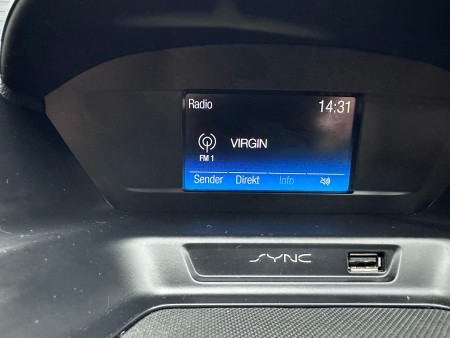 Radio 14:31
VIRGIN
FM 1
Sender Direkt Info
SYNC